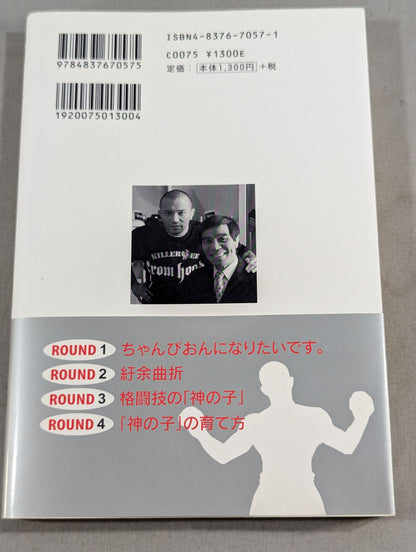 ISBN4-8376-7057-1
C0075 ¥1300E
定価：本体1,300円+税
9784837670575
1920075013004
KILLER BEE
from hook
ROUND 1 ちゃんぴおんになりたいです。
ROUND 2 紆余曲折
ROUND 3 格闘技の「神の子」
ROUND 4 「神の子」の育て方